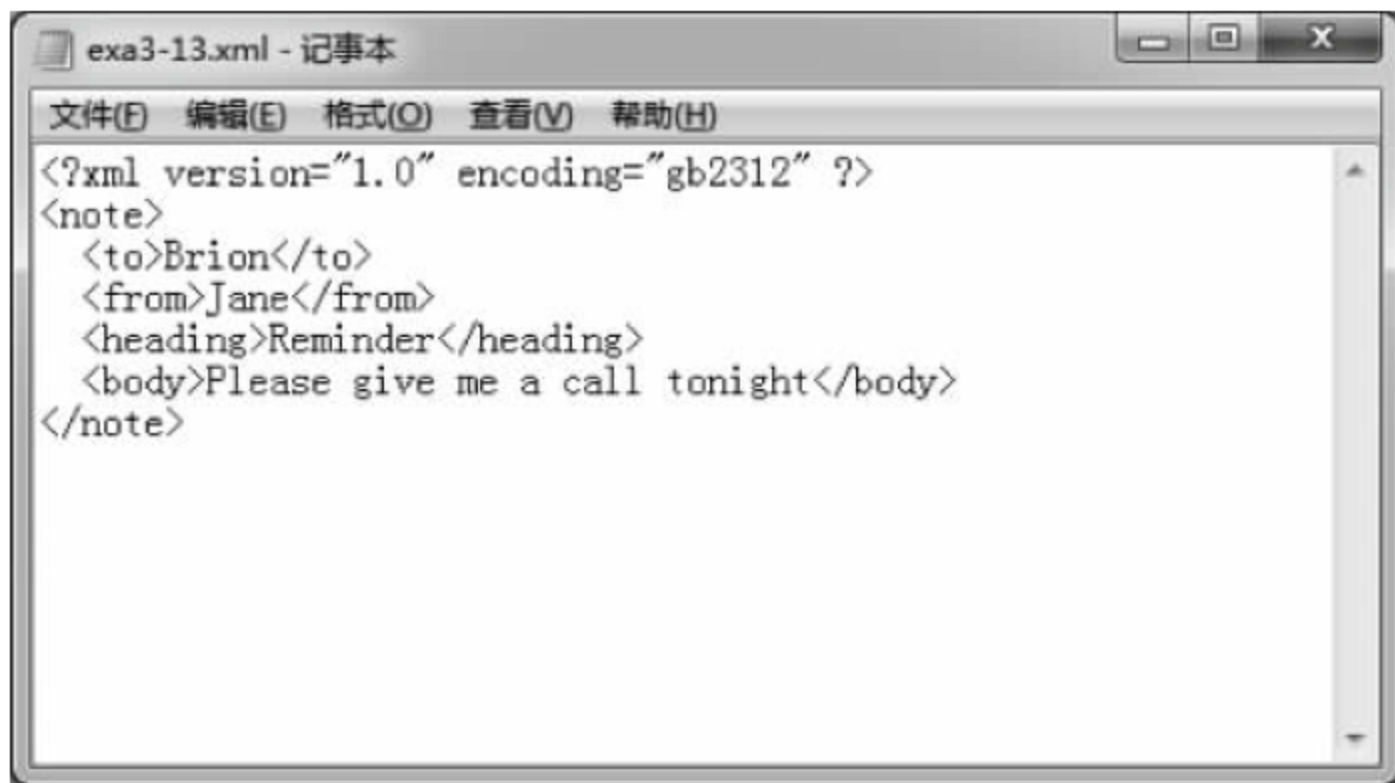 exa3-13.xml - 记事本
文件(F) 编辑(E) 格式(O) 查看(V) 帮助(H)
<?xml version="1.0" encoding="gb2312" ?>
<note>
  <to>Brion</to>
  <from>Jane</from>
  <heading>Reminder</heading>
  <body>Please give me a call tonight</body>
</note>